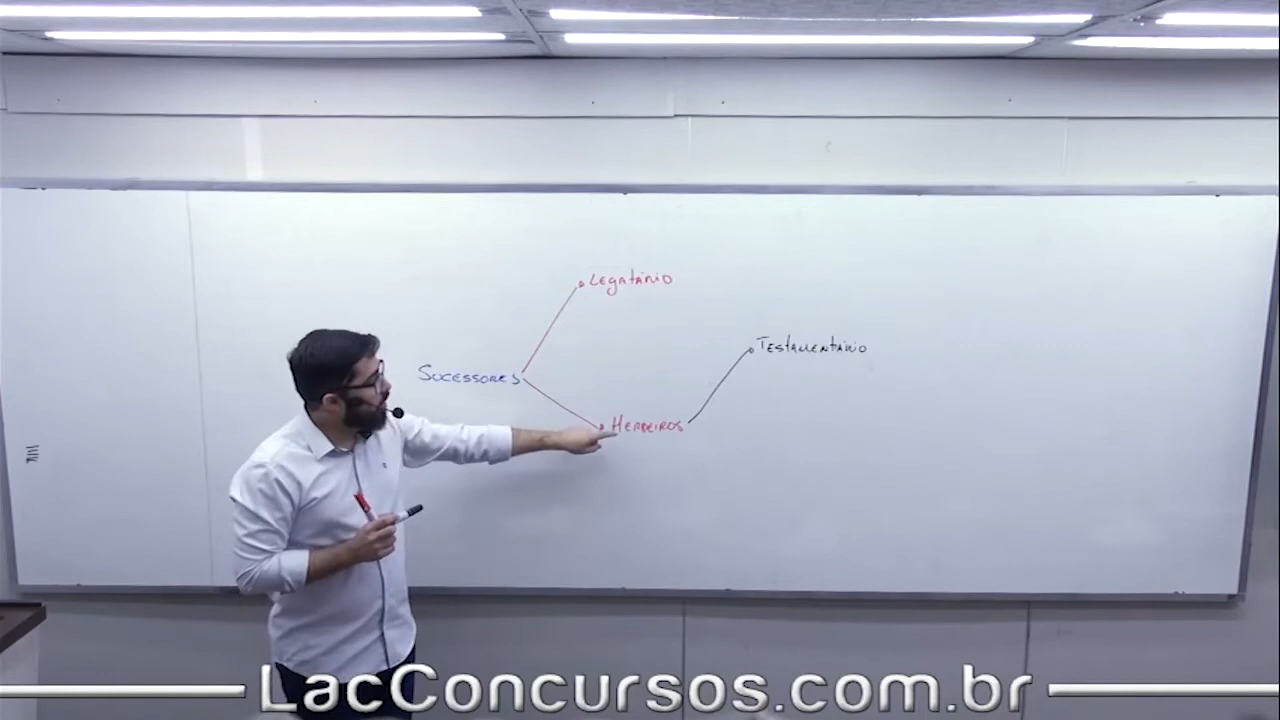 Legatário
Testamentário
Sucessores
Herdeiros
LacConcursos.com.br